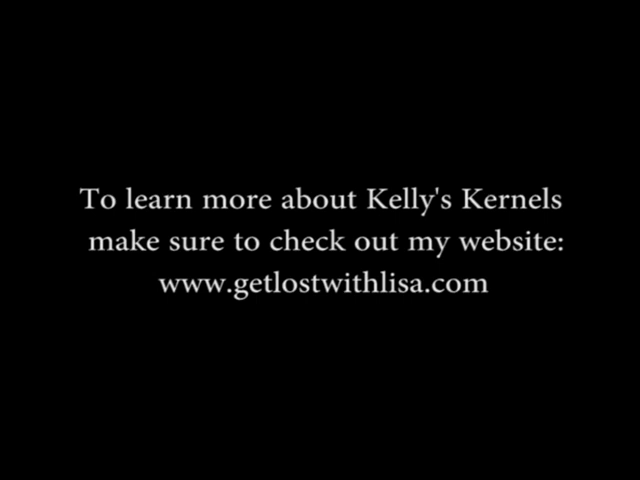 To learn more about Kelly's Kernels
make sure to check out my website:
www.getlostwithlisa.com